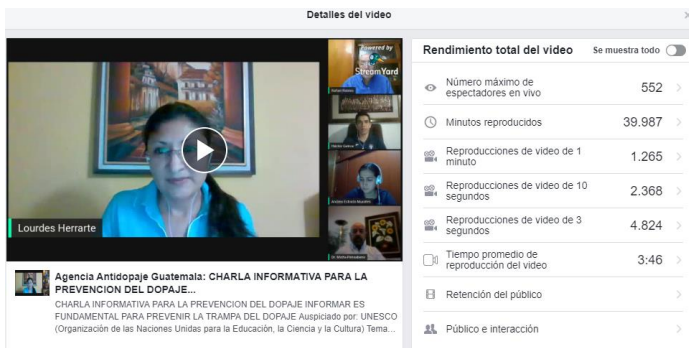 Detalles del video
Powered by
StreamYard
Lourdes Herrarte
Agencia Antidopaje Guatemala: CHARLA INFORMATIVA PARA LA
PREVENCION DEL DOPAJE...
CHARLA INFORMATIVA PARA LA PREVENCION DEL DOPAJE INFORMAR ES
FUNDAMENTAL PARA PREVENIR LA TRAMPA DEL DOPAJE Auspiciado por: UNESCO
(Organización de las Naciones Unidas para la Educación, la Ciencia y la Cultura) Tema...
Rendimiento total del video Se muestra todo
Número máximo de
espectadores en vivo 552
Minutos reproducidos 39.987
Reproducciones de video de 1
minuto 1.265
Reproducciones de video de 10
segundos 2.368
Reproducciones de video de 3
segundos 4.824
Tiempo promedio de
reproducción del video 3:46
Retención del público
Público e interacción